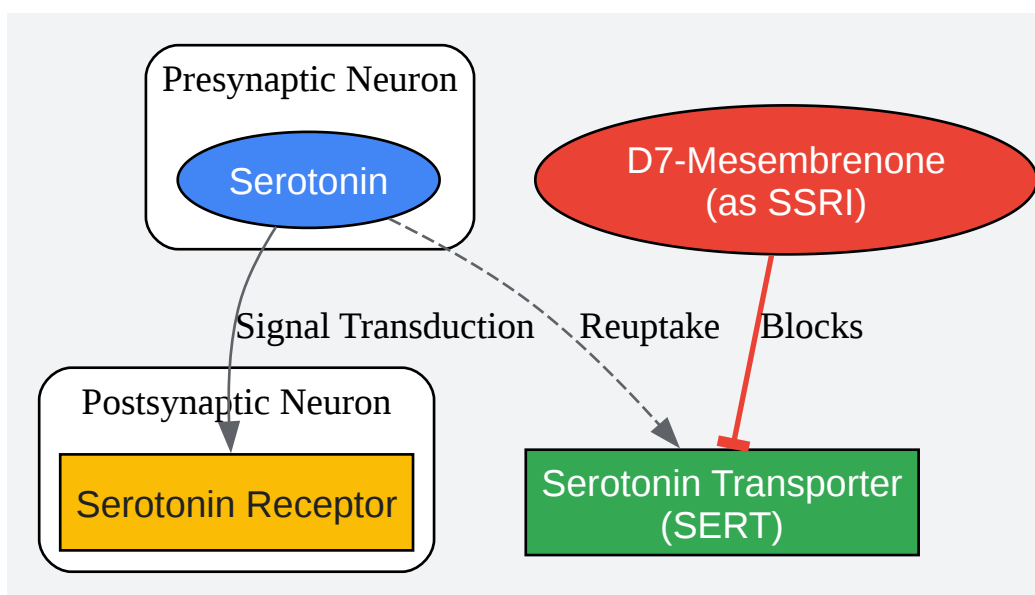 Presynaptic Neuron
Serotonin
D7-Mesembrenone
(as SSRI)
Signal Transduction
Reuptake
Blocks
Postsynaptic Neuron
Serotonin Receptor
Serotonin Transporter
(SERT)